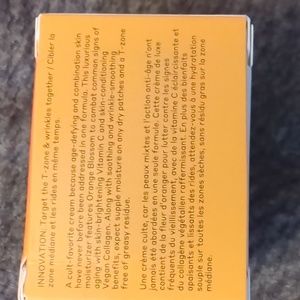 INNOVATION: Target the T-zone & wrinkles together / Cibler la
zone médiane et les rides en même temps.
A cult-favorite cream because age-defying and combination skin
have never before been addressed in one formula. This luxurious
moisturizer features Orange Blossom to combat common signs of
aging, with skin-brightening Vitamin C and skin-conditioning
Vegan Collagen. Along with soothing and wrinkle-smoothing
benefits, expect supple moisture on any dry patches and a T-zone
free of greasy residue.
Une crème culte, car les peaux mixtes et l'action anti-âge n'ont
jamais été abordées en une seule formule. Cette crème de luxe
contient de la fleur d'oranger pour lutter contre les signes
fréquents du vieillissement, avec de la vitamine C éclaircissante et
du collagène végétalien raffermissant. En plus des bienfaits
apaisants et lissants des rides, attendez-vous à une hydratation
souple sur toutes les zones sèches, sans résidu gras sur la zone
médiane.